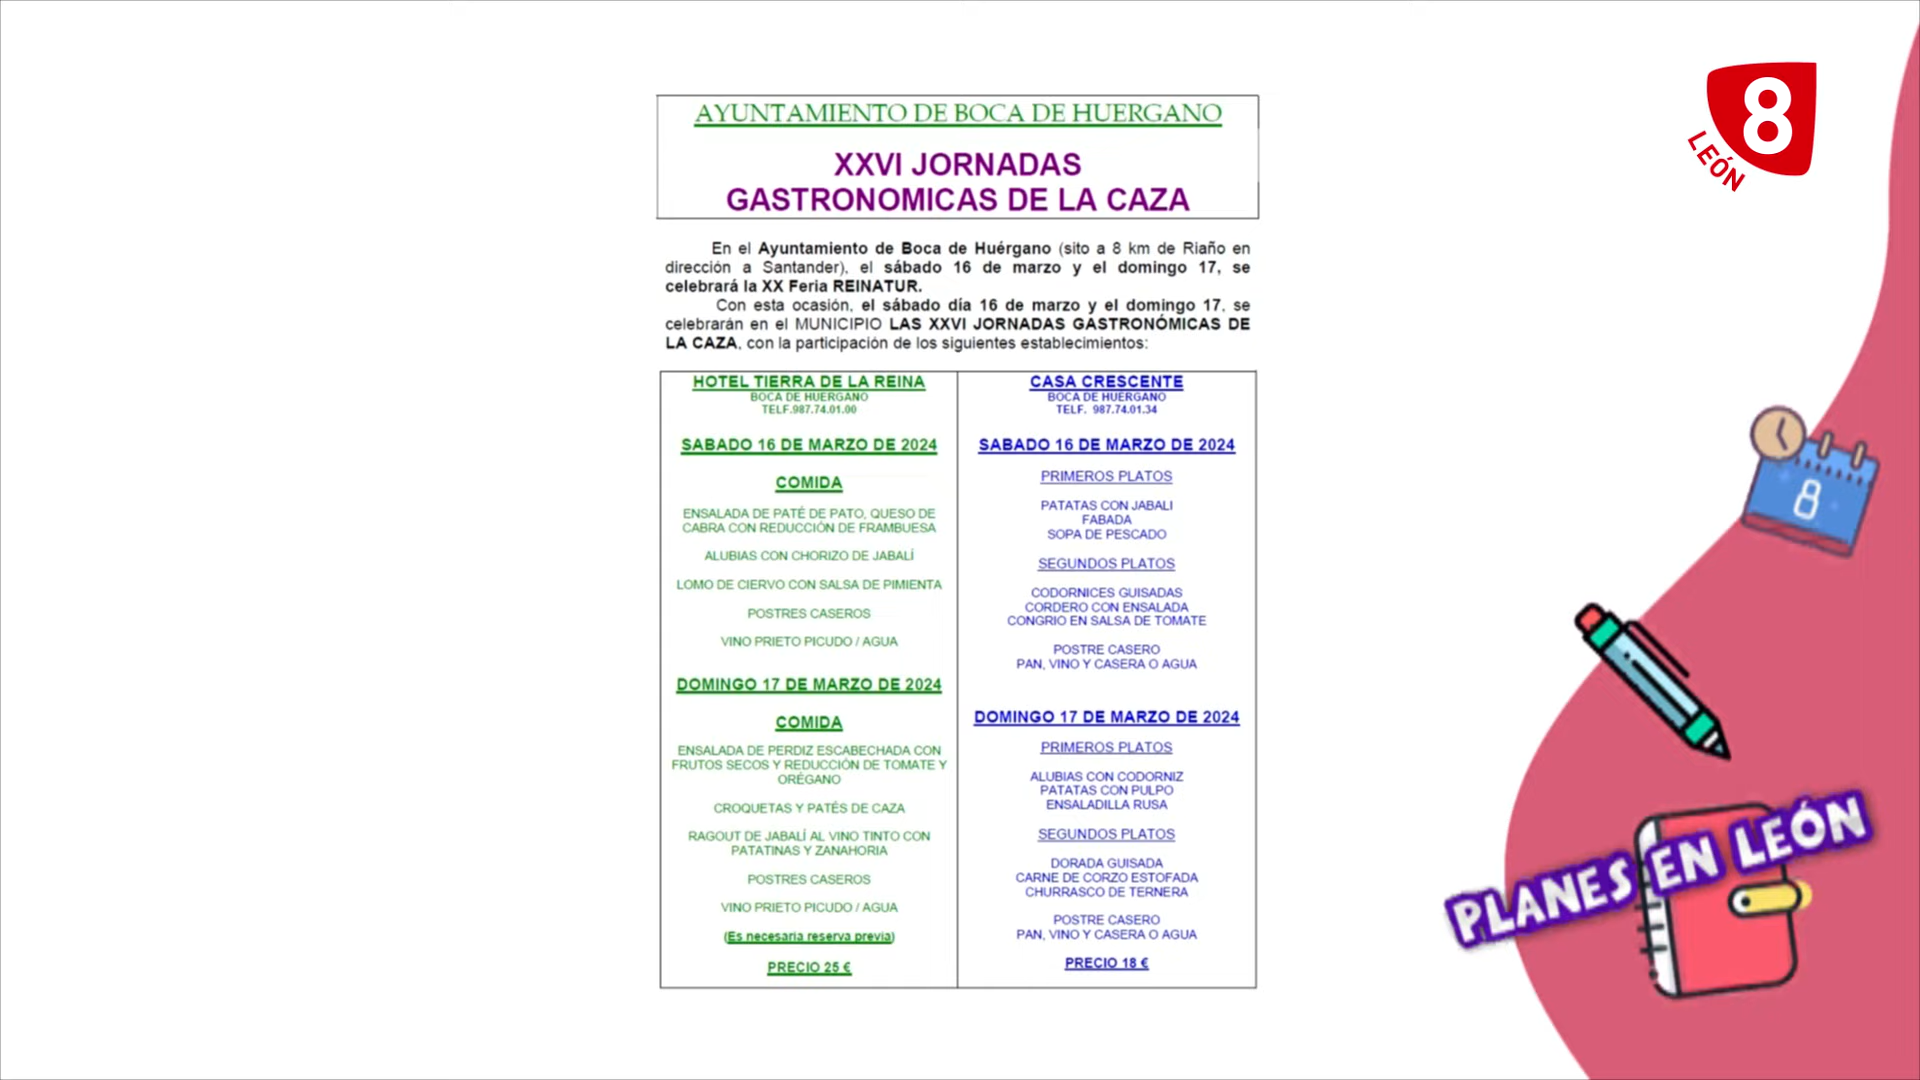 AYUNTAMIENTO DE BOCA DE HUERGANO
XXVI JORNADAS
GASTRONOMICAS DE LA CAZA
En el Ayuntamiento de Boca de Huérgano (sito a 8 km de Riaño en
dirección a Santander), el sábado 16 de marzo y el domingo 17, se
celebrará la XX Feria REINATUR.
Con esta ocasión, el sábado día 16 de marzo y el domingo 17, se
celebrarán en el MUNICIPIO LAS XXVI JORNADAS GASTRONÓMICAS DE
LA CAZA, con la participación de los siguientes establecimientos:
HOTEL TIERRA DE LA REINA
BOCA DE HUERGANO
TELF.987.74.01.00
SABADO 16 DE MARZO DE 2024
COMIDA
ENSALADA DE PATÉ DE PATO, QUESO DE
CABRA CON REDUCCIÓN DE FRAMBUESA
ALUBIAS CON CHORIZO DE JABALÍ
LOMO DE CIERVO CON SALSA DE PIMIENTA
POSTRES CASEROS
VINO PRIETO PICUDO / AGUA
DOMINGO 17 DE MARZO DE 2024
COMIDA
ENSALADA DE PERDIZ ESCABECHADA CON
FRUTOS SECOS Y REDUCCIÓN DE TOMATE Y
ORÉGANO
CROQUETAS Y PATÉS DE CAZA
RAGOUT DE JABALÍ AL VINO TINTO CON
PATATINAS Y ZANAHORIA
POSTRES CASEROS
VINO PRIETO PICUDO / AGUA
(Es necesaria reserva previa)
PRECIO 25 €
CASA CRESCENTE
BOCA DE HUERGANO
TELF. 987.74.01.34
SABADO 16 DE MARZO DE 2024
PRIMEROS PLATOS
PATATAS CON JABALI
FABADA
SOPA DE PESCADO
SEGUNDOS PLATOS
CODORNICES GUISADAS
CORDERO CON ENSALADA
CONGRIO EN SALSA DE TOMATE
POSTRE CASERO
PAN, VINO Y CASERA O AGUA
DOMINGO 17 DE MARZO DE 2024
PRIMEROS PLATOS
ALUBIAS CON CODORNIZ
PATATAS CON PULPO
ENSALADILLA RUSA
SEGUNDOS PLATOS
DORADA GUISADA
CARNE DE CORZO ESTOFADA
CHURRASCO DE TERNERA
POSTRE CASERO
PAN, VINO Y CASERA O AGUA
PRECIO 18 €
8
LEÓN
8
PLANES EN LEÓN